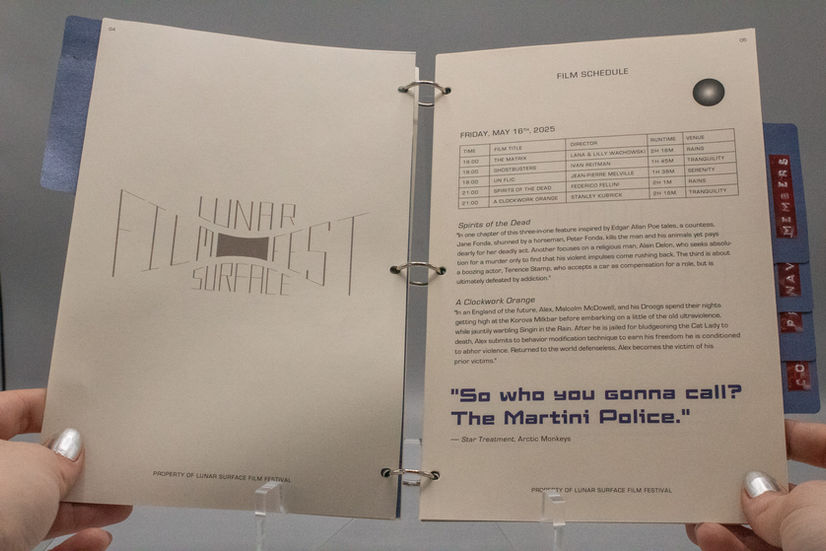 04
LUNAR
FILM FEST
SURFACE
PROPERTY OF LUNAR SURFACE FILM FESTIVAL
05
FILM SCHEDULE
FRIDAY, MAY 16TH, 2025
TIME FILM TITLE DIRECTOR RUNTIME VENUE
18:00 THE MATRIX LANA & LILLY WACHOWSKI 2H 16M RAINS
18:00 GHOSTBUSTERS IVAN REITMAN 1H 45M TRANQUILITY
18:00 UN FLIC JEAN-PIERRE MELVILLE 1H 38M SERENITY
21:00 SPIRITS OF THE DEAD FEDERICO FELLINI 2H 1M RAINS
21:00 A CLOCKWORK ORANGE STANLEY KUBRICK 2H 16M TRANQUILITY
Spirits of the Dead
"In one chapter of this three-in-one feature inspired by Edgar Allan Poe tales, a countess,
Jane Fonda, shunned by a horseman, Peter Fonda, kills the man and his animals yet pays
dearly for her deadly act. Another focuses on a religious man, Alain Delon, who seeks absolu-
tion for a murder only to find that his violent impulses come rushing back. The third is about
a boozing actor, Terence Stamp, who accepts a car as compensation for a role, but is
ultimately defeated by addiction."
A Clockwork Orange
"In an England of the future, Alex, Malcolm McDowell, and his Droogs spend their nights
getting high at the Korova Milkbar before embarking on a little of the old ultraviolence,
while jauntily warbling Singin in the Rain. After he is jailed for bludgeoning the Cat Lady to
death, Alex submits to behavior modification technique to earn his freedom he is conditioned
to abhor violence. Returned to the world defenseless, Alex becomes the victim of his
prior victims."
"So who you gonna call?
The Martini Police."
— Star Treatment, Arctic Monkeys
PROPERTY OF LUNAR SURFACE FILM FESTIVAL
MEMBERS
NAV
CO